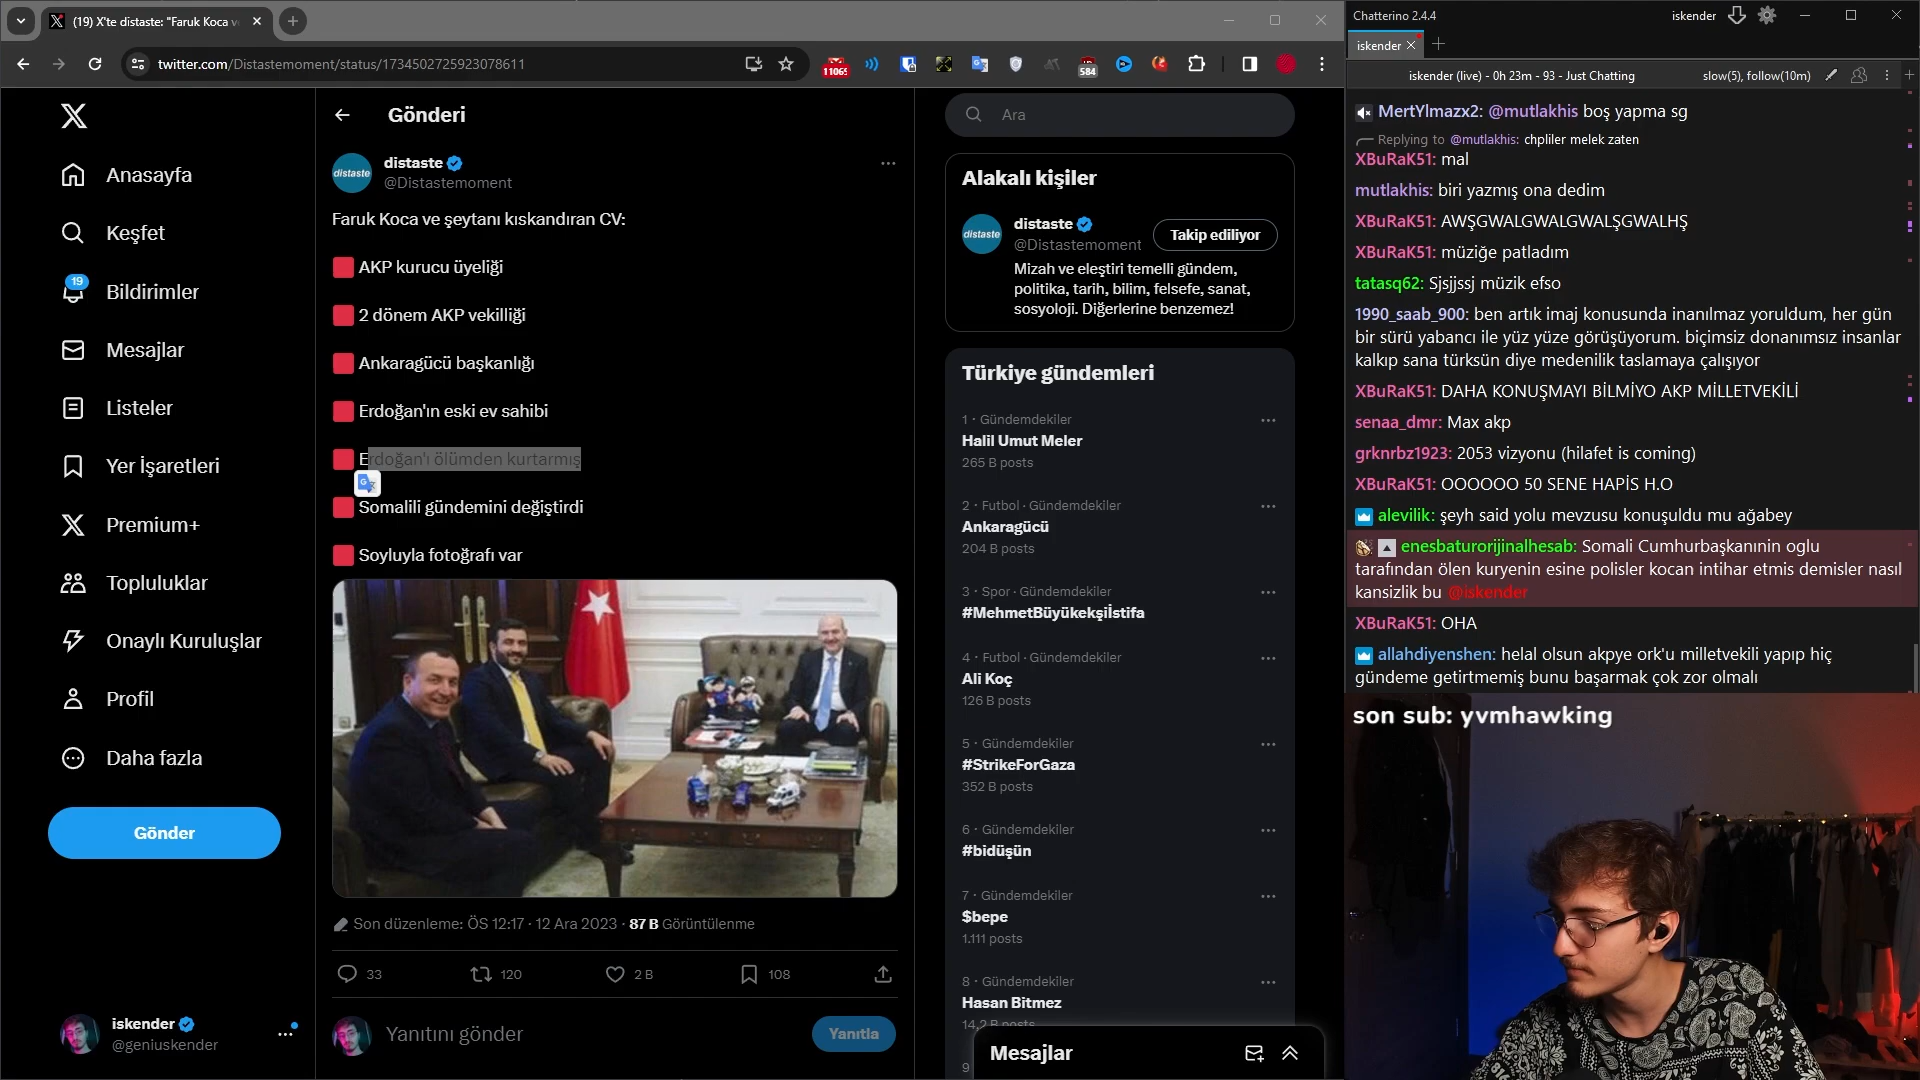 (19) X'te distaste: "Faruk Koca v
twitter.com/Distastemoment/status/1734502725923078611
11065
584
Anasayfa
Keşfet
19
Bildirimler
Mesajlar
Listeler
Yer İşaretleri
Premium+
Topluluklar
Onaylı Kuruluşlar
Profil
Daha fazla
Gönder
iskender
@geniuskender
Gönderi
distaste
distaste
@Distastemoment
Faruk Koca ve şeytanı kıskandıran CV:
AKP kurucu üyeliği
2 dönem AKP vekilliği
Ankaragücü başkanlığı
Erdoğan'ın eski ev sahibi
Erdoğan'ı ölümden kurtarmış
Somalili gündemini değiştirdi
Soyluyla fotoğrafı var
Son düzenleme: ÖS 12:17 · 12 Ara 2023 · 87 B Görüntülenme
33
120
2 B
108
Yanıtını gönder
Yanıtla
Ara
Alakalı kişiler
distaste
distaste
@Distastemoment
Takip ediliyor
Mizah ve eleştiri temelli gündem,
politika, tarih, bilim, felsefe, sanat,
sosyoloji. Diğerlerine benzemez!
Türkiye gündemleri
1 · Gündemdekiler
Halil Umut Meler
265 B posts
2 · Futbol · Gündemdekiler
Ankaragücü
204 B posts
3 · Spor · Gündemdekiler
#MehmetBüyükekşiİstifa
4 · Futbol · Gündemdekiler
Ali Koç
126 B posts
5 · Gündemdekiler
#StrikeForGaza
352 B posts
6 · Gündemdekiler
#bidüşün
7 · Gündemdekiler
$bepe
1.111 posts
8 · Gündemdekiler
Hasan Bitmez
14,2 B posts
9
Mesajlar
Chatterino 2.4.4
iskender
iskender
iskender (live) - 0h 23m - 93 - Just Chatting
slow(5), follow(10m)
MertYlmazx2: @mutlakhis boş yapma sg
Replying to @mutlakhis: chpliler melek zaten
XBuRaK51: mal
mutlakhis: biri yazmış ona dedim
XBuRaK51: AWŞGWALGWALGWALŞGWALHŞ
XBuRaK51: müziğe patladım
tatasq62: Sjsjjssj müzik efso
1990_saab_900: ben artık imaj konusunda inanılmaz yoruldum, her gün
bir sürü yabancı ile yüz yüze görüşüyorum. biçimsiz donanımsız insanlar
kalkıp sana türksün diye medenilik taslamaya çalışıyor
XBuRaK51: DAHA KONUŞMAYI BİLMİYO AKP MİLLETVEKİLİ
senaa_dmr: Max akp
grknrbz1923: 2053 vizyonu (hilafet is coming)
XBuRaK51: OOOOOO 50 SENE HAPİS H.O
alevilik: şeyh said yolu mevzusu konuşuldu mu ağabey
enesbaturorijinalhesab: Somali Cumhurbaşkanının oglu
tarafından ölen kuryenin esine polisler kocan intihar etmis demisler nasıl
kansizlik bu @iskender
XBuRaK51: OHA
allahdiyenshen: helal olsun akpye ork'u milletvekili yapıp hiç
gündeme getirtmemiş bunu başarmak çok zor olmalı
son sub: yvmhawking